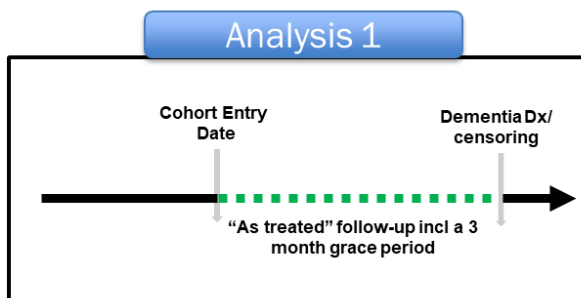 Analysis 1
Cohort Entry
Date
Dementia Dx/
censoring
"As treated" follow-up incl a 3
month grace period